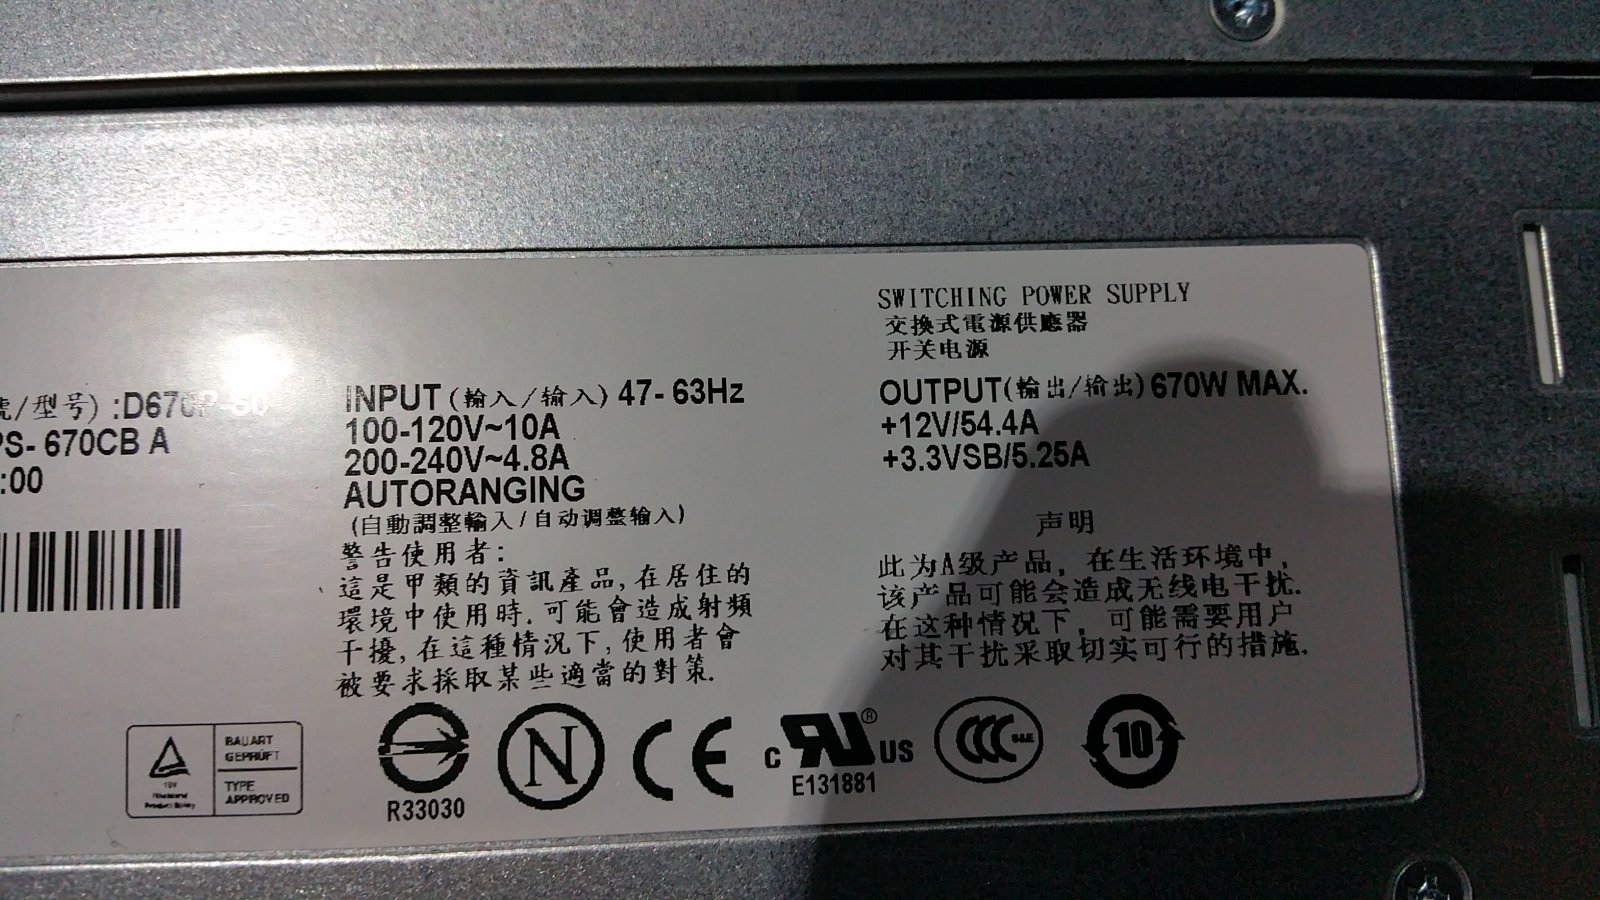 SWITCHING POWER SUPPLY
交換式電源供應器
开关电源
號/型号) :D670P-S0
PS- 670CB A
:00
INPUT (輸入/输入) 47- 63Hz
100-120V~10A
200-240V~4.8A
AUTORANGING
(自動調整輸入/自动调整输入)
警告使用者:
這是甲類的資訊產品,在居住的
環境中使用時.可能會造成射頻
干擾,在這種情況下,使用者會
被要求採取某些適當的對策.
OUTPUT(輸出/输出) 670W MAX.
+12V/54.4A
+3.3VSB/5.25A
声明
此为A级产品, 在生活环境中,
该产品可能会造成无线电干扰.
在这种情况下, 可能需要用户
对其干扰采取切实可行的措施.
BAUART
GEPRÜFT
TYPE
APPROVED
R33030
N
CE
c RU® US
E131881
CCC S&E
10